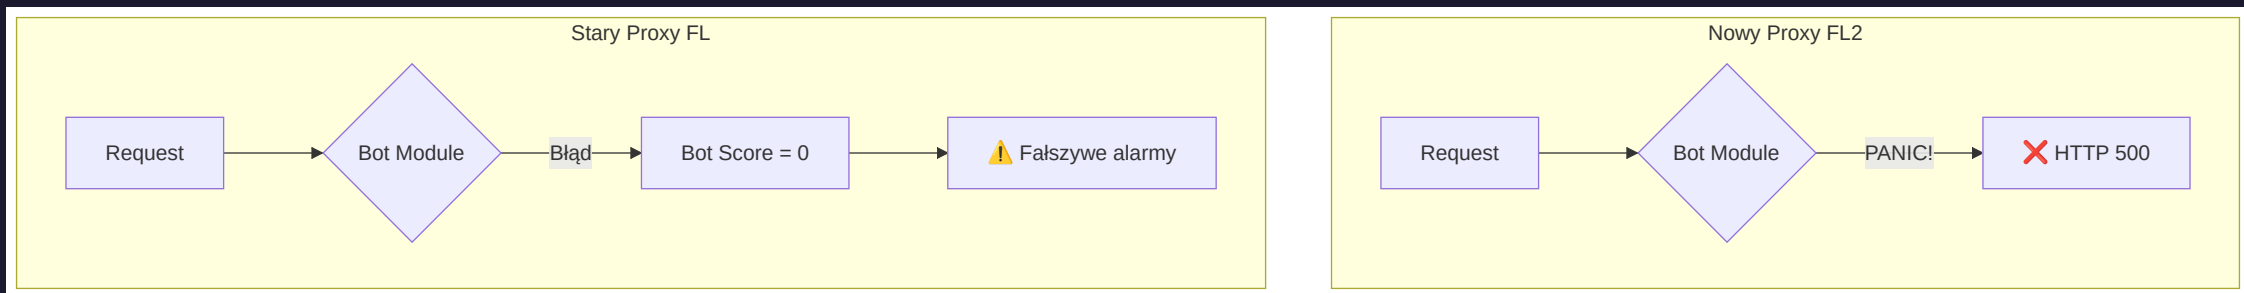 Stary Proxy FL
Request
Bot Module
Błąd
Bot Score = 0
⚠️ Fałszywe alarmy
Nowy Proxy FL2
Request
Bot Module
PANIC!
❌ HTTP 500